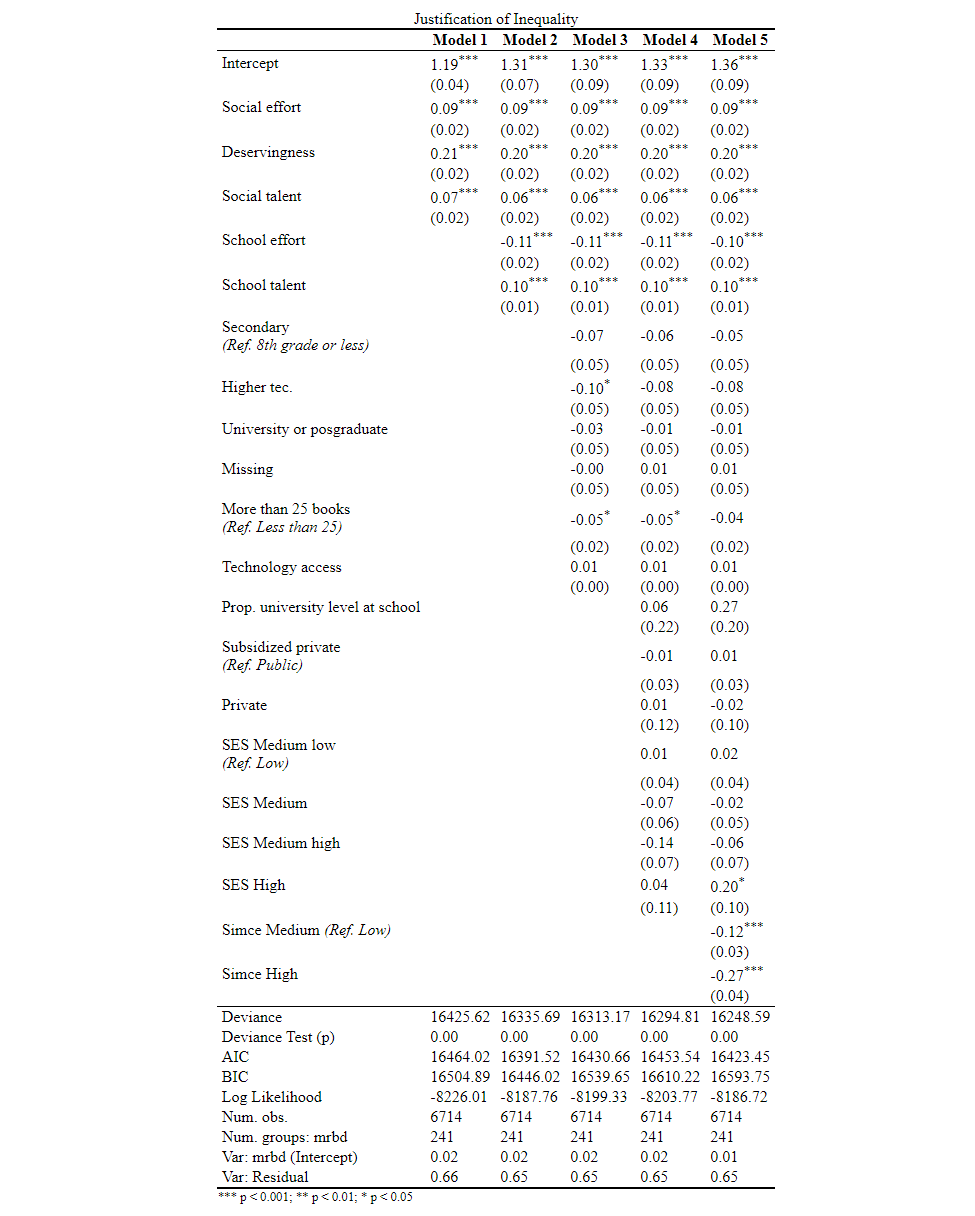 Justification of Inequality
Model 1 Model 2 Model 3 Model 4 Model 5
Intercept 1.19*** 1.31*** 1.30*** 1.33*** 1.36***
(0.04) (0.07) (0.09) (0.09) (0.09)
Social effort 0.09*** 0.09*** 0.09*** 0.09*** 0.09***
(0.02) (0.02) (0.02) (0.02) (0.02)
Deservingness 0.21*** 0.20*** 0.20*** 0.20*** 0.20***
(0.02) (0.02) (0.02) (0.02) (0.02)
Social talent 0.07*** 0.06*** 0.06*** 0.06*** 0.06***
(0.02) (0.02) (0.02) (0.02) (0.02)
School effort -0.11*** -0.11*** -0.11*** -0.10***
(0.02) (0.02) (0.02) (0.02)
School talent 0.10*** 0.10*** 0.10*** 0.10***
(0.01) (0.01) (0.01) (0.01)
Secondary
(Ref. 8th grade or less) -0.07 -0.06 -0.05
(0.05) (0.05) (0.05)
Higher tec. -0.10* -0.08 -0.08
(0.05) (0.05) (0.05)
University or posgraduate -0.03 -0.01 -0.01
(0.05) (0.05) (0.05)
Missing -0.00 0.01 0.01
(0.05) (0.05) (0.05)
More than 25 books
(Ref. Less than 25) -0.05* -0.05* -0.04
(0.02) (0.02) (0.02)
Technology access 0.01 0.01 0.01
(0.00) (0.00) (0.00)
Prop. university level at school 0.06 0.27
(0.22) (0.20)
Subsidized private
(Ref. Public) -0.01 0.01
(0.03) (0.03)
Private 0.01 -0.02
(0.12) (0.10)
SES Medium low
(Ref. Low) 0.01 0.02
(0.04) (0.04)
SES Medium -0.07 -0.02
(0.06) (0.05)
SES Medium high -0.14 -0.06
(0.07) (0.07)
SES High 0.04 0.20*
(0.11) (0.10)
Simce Medium (Ref. Low) -0.12***
(0.03)
Simce High -0.27***
(0.04)
Deviance 16425.62 16335.69 16313.17 16294.81 16248.59
Deviance Test (p) 0.00 0.00 0.00 0.00 0.00
AIC 16464.02 16391.52 16430.66 16453.54 16423.45
BIC 16504.89 16446.02 16539.65 16610.22 16593.75
Log Likelihood -8226.01 -8187.76 -8199.33 -8203.77 -8186.72
Num. obs. 6714 6714 6714 6714 6714
Num. groups: mrbd 241 241 241 241 241
Var: mrbd (Intercept) 0.02 0.02 0.02 0.02 0.01
Var: Residual 0.66 0.65 0.65 0.65 0.65
*** p < 0.001; ** p < 0.01; * p < 0.05